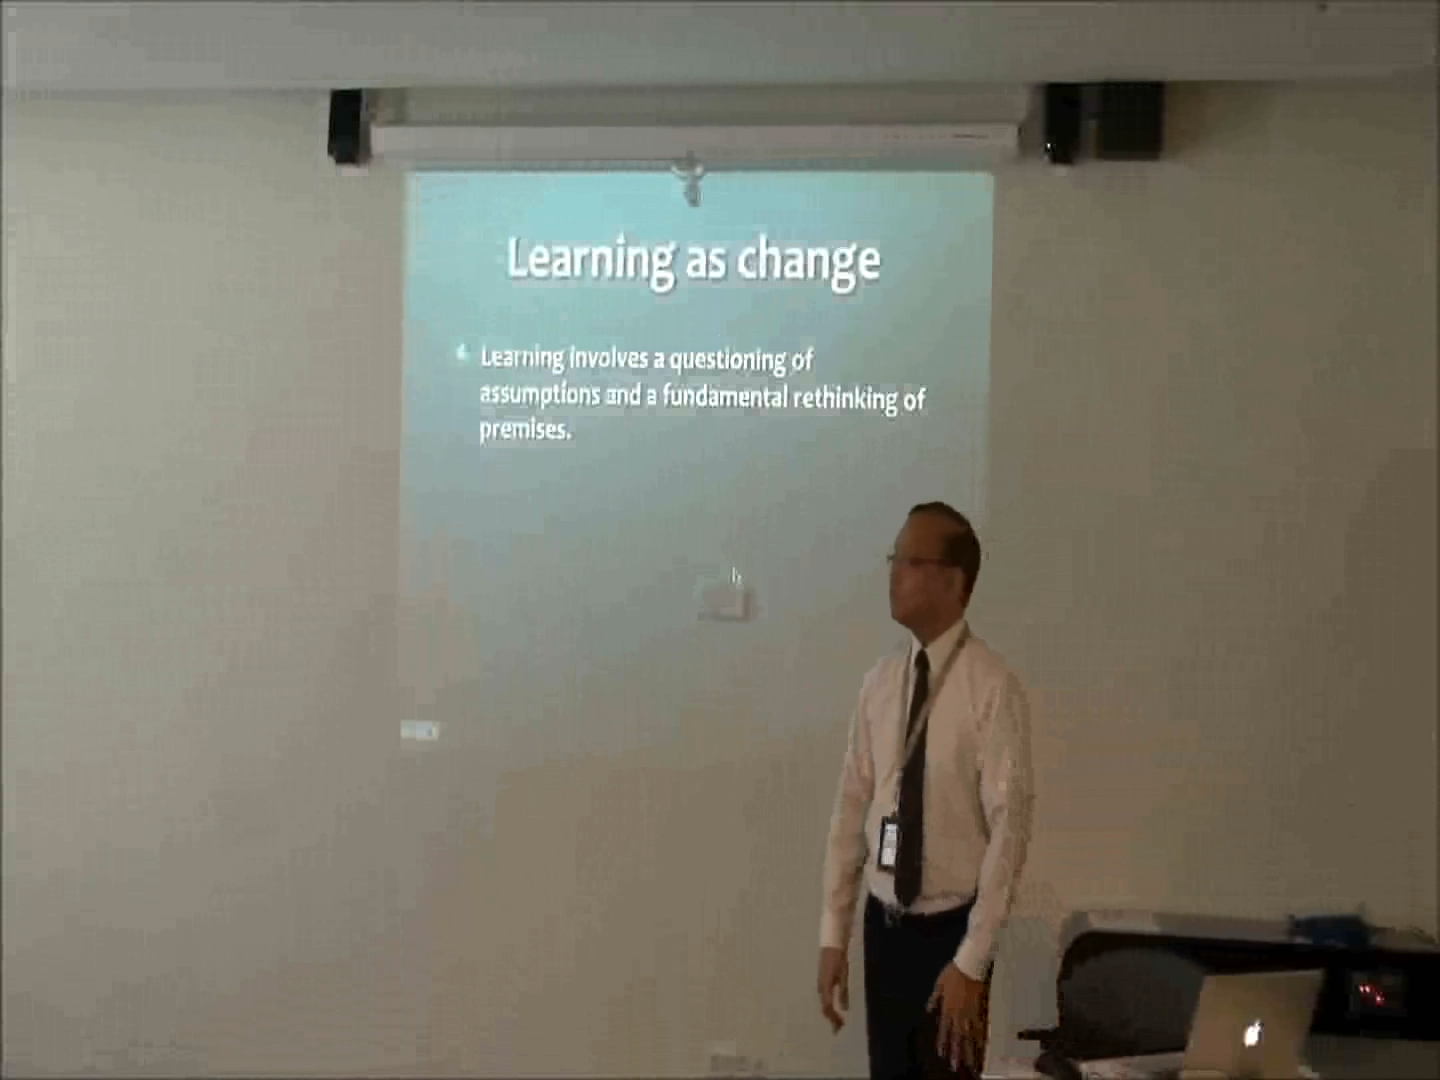 Learning as change
Learning involves a questioning of
assumptions and a fundamental rethinking of
premises.